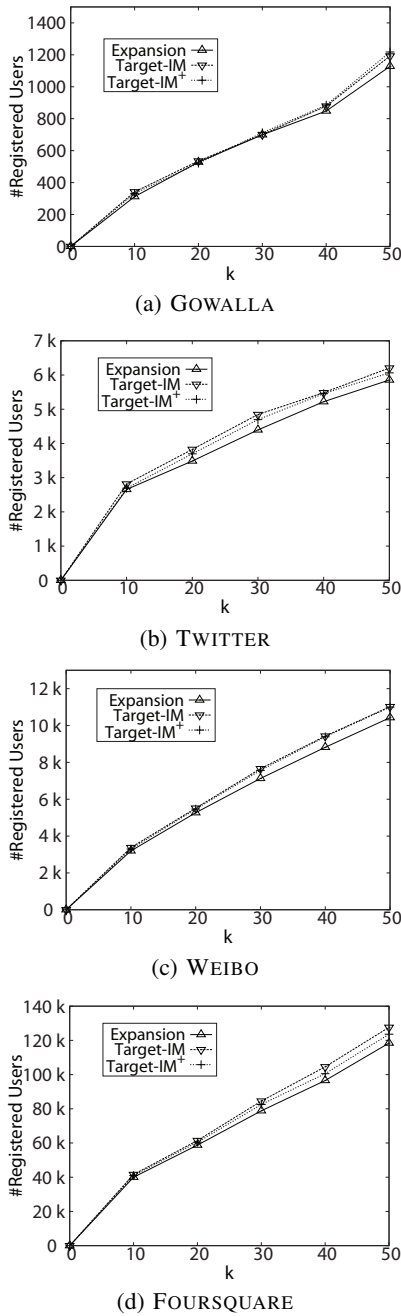 #Registered Users
1400
1200
1000
800
600
400
200
0
Expansion
Target-IM
Target-IM+
0 10 20 30 40 50
k
(a) GOWALLA
#Registered Users
7 k
6 k
5 k
4 k
3 k
2 k
1 k
0
Expansion
Target-IM
Target-IM+
0 10 20 30 40 50
k
(b) TWITTER
#Registered Users
12 k
10 k
8 k
6 k
4 k
2 k
0
Expansion
Target-IM
Target-IM+
0 10 20 30 40 50
k
(c) WEIBO
#Registered Users
140 k
120 k
100 k
80 k
60 k
40 k
20 k
0
Expansion
Target-IM
Target-IM+
0 10 20 30 40 50
k
(d) FOURSQUARE